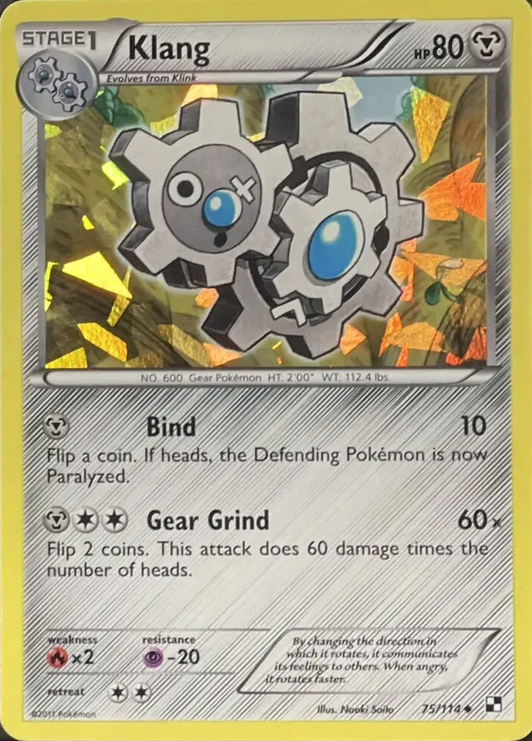 STAGE1
Klang
HP80
Evolves from Klink
NO. 600 Gear Pokémon HT: 2'00" WT: 112.4 lbs.
Bind 10
Flip a coin. If heads, the Defending Pokémon is now
Paralyzed.
Gear Grind 60x
Flip 2 coins. This attack does 60 damage times the
number of heads.
weakness resistance
×2 -20
retreat
By changing the direction in
which it rotates, it communicates
its feelings to others. When angry,
it rotates faster.
©2011 Pokémon
Illus. Naoki Saito 75/114